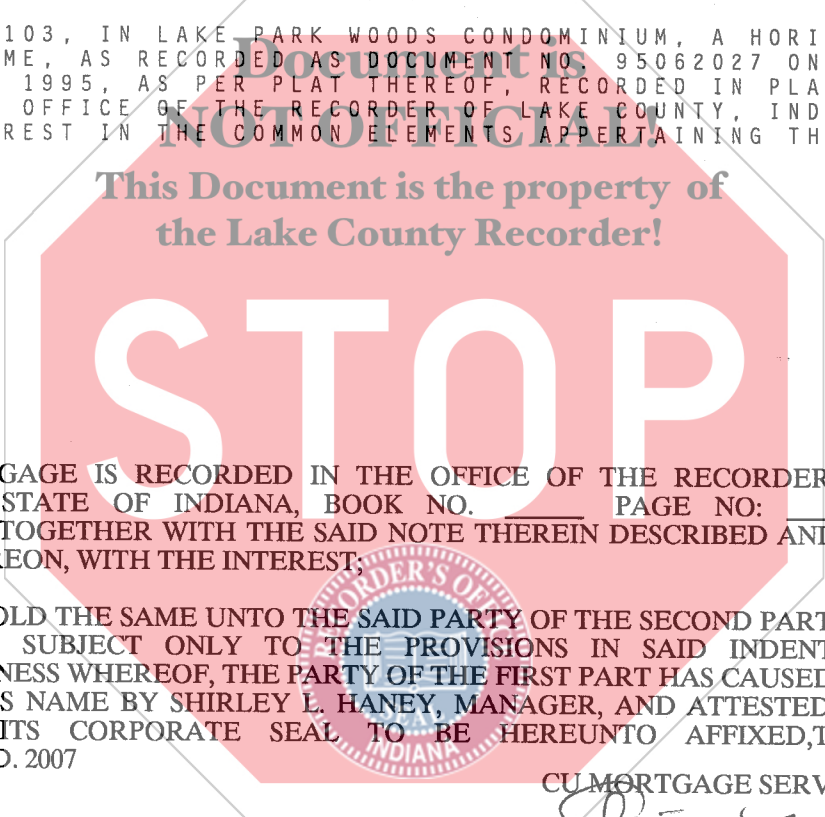 103, IN LAKE PARK WOODS CONDOMINIUM, A HORI
ME, AS RECORDED AS DOCUMENT NO. 95062027 ON
1995, AS PER PLAT THEREOF, RECORDED IN PLA
OFFICE OF THE RECORDER OF LAKE COUNTY, IND
REST IN THE COMMON ELEMENTS APPERTAINING TH
Document is
NOT OFFICIAL!
This Document is the property of
the Lake County Recorder!
STOP
GAGE IS RECORDED IN THE OFFICE OF THE RECORDER
STATE OF INDIANA, BOOK NO. ______ PAGE NO: ___
TOGETHER WITH THE SAID NOTE THEREIN DESCRIBED AND
REON, WITH THE INTEREST;
OLD THE SAME UNTO THE SAID PARTY OF THE SECOND PART
SUBJECT ONLY TO THE PROVISIONS IN SAID INDENT
NESS WHEREOF, THE PARTY OF THE FIRST PART HAS CAUSED
S NAME BY SHIRLEY L. HANEY, MANAGER, AND ATTESTED
ITS CORPORATE SEAL TO BE HEREUNTO AFFIXED,T
D. 2007
RECORDER'S OF
SEAL
INDIANA
CU MORTGAGE SERV